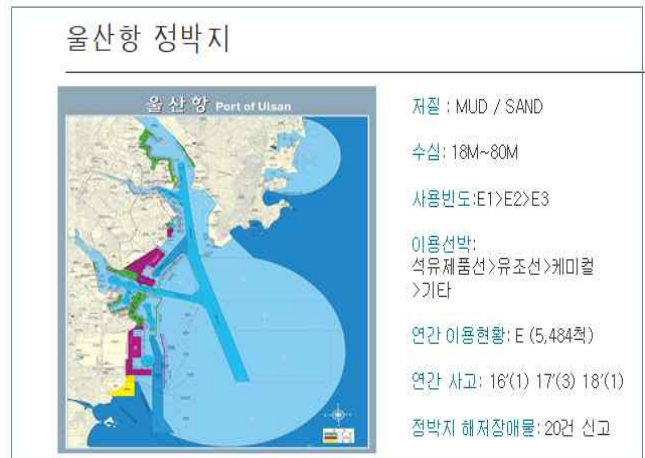 울산항 정박지
울산항 Port of Ulsan
저질 : MUD / SAND
수심: 18M~80M
사용빈도:E1>E2>E3
이용선박:
석유제품선>유조선>케미컬
>기타
연간 이용현황: E (5,484척)
연간 사고: 16'(1) 17'(3) 18'(1)
정박지 해저장애물: 20건 신고